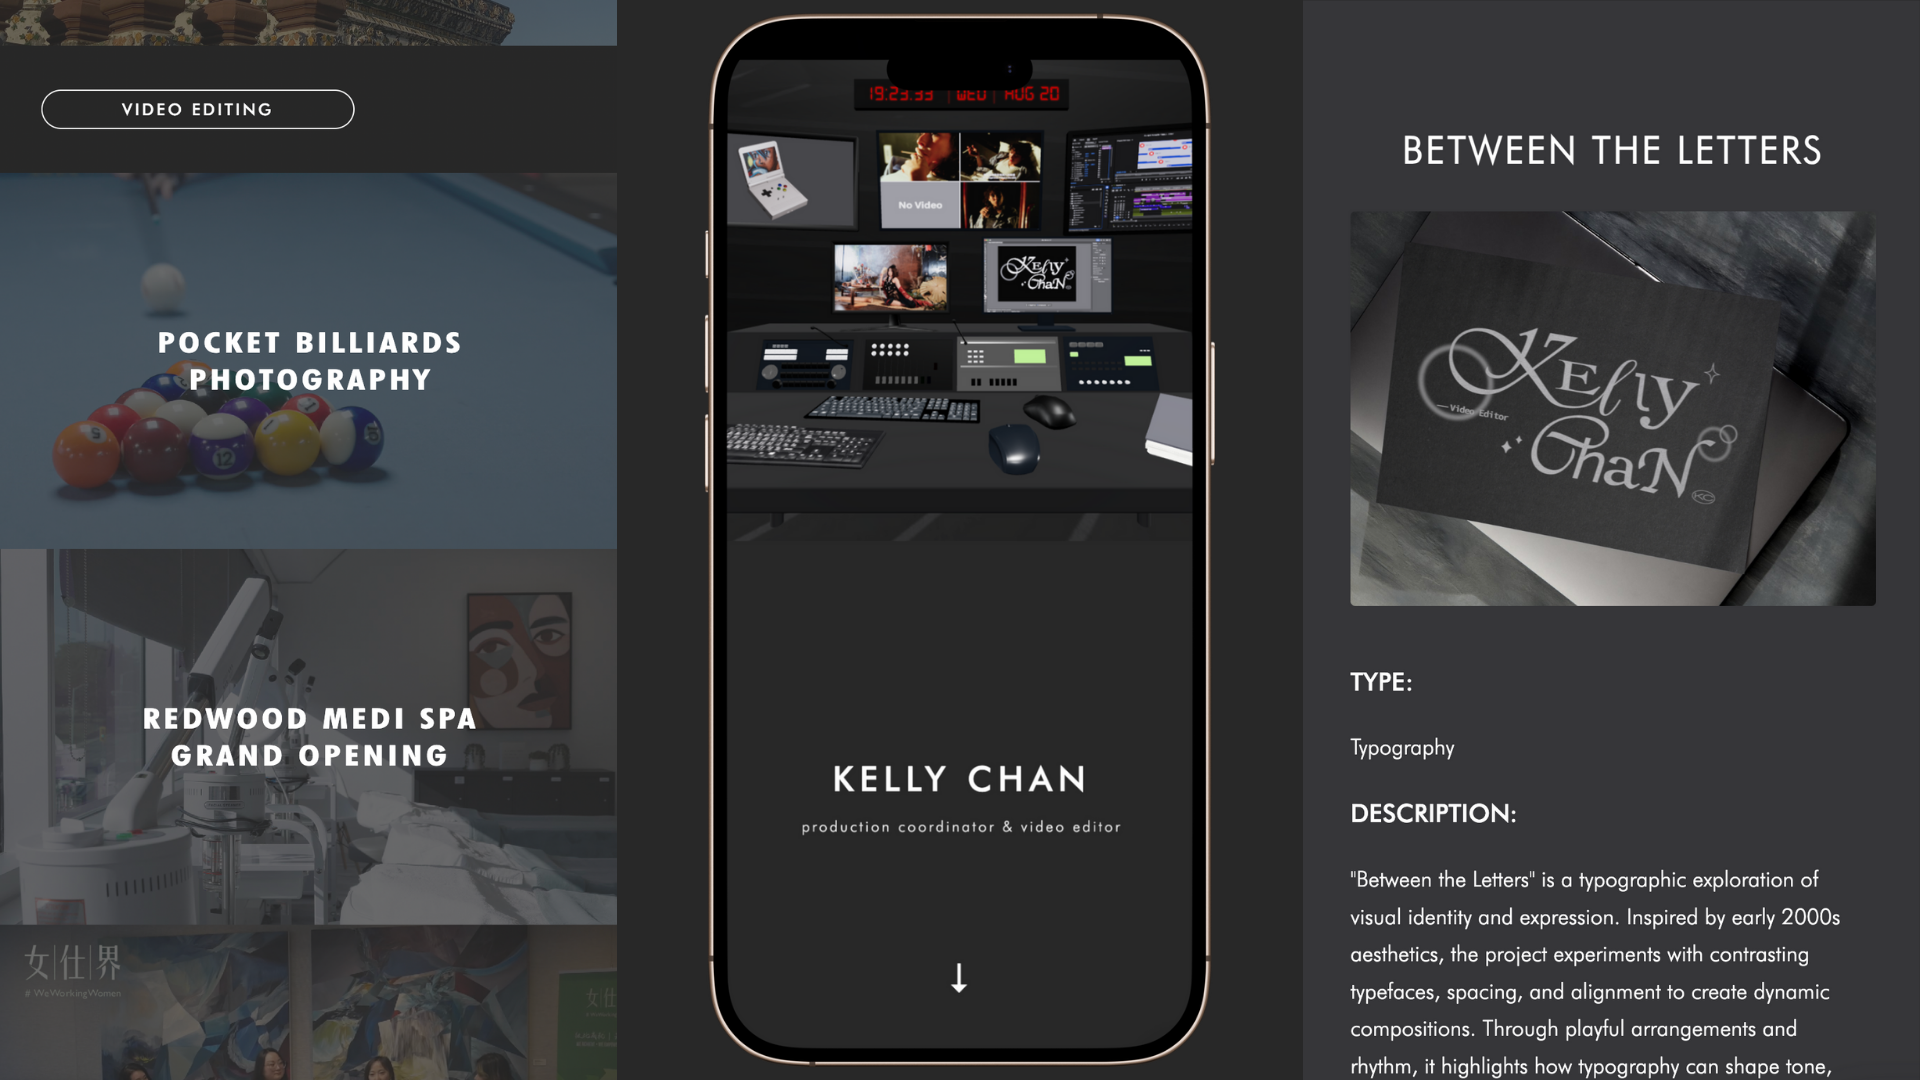 VIDEO EDITING
POCKET BILLIARDS
PHOTOGRAPHY
REDWOOD MEDI SPA
GRAND OPENING
女|仕|界
# WeWorkingWomen
女|仕
19:23:33 WED AUG 20
No Video
KELLY
ChaN
KELLY CHAN
production coordinator & video editor
↓
BETWEEN THE LETTERS
KElly
Video Editor
ChaN
KC
TYPE:
Typography
DESCRIPTION:
"Between the Letters" is a typographic exploration of
visual identity and expression. Inspired by early 2000s
aesthetics, the project experiments with contrasting
typefaces, spacing, and alignment to create dynamic
compositions. Through playful arrangements and
rhythm, it highlights how typography can shape tone,